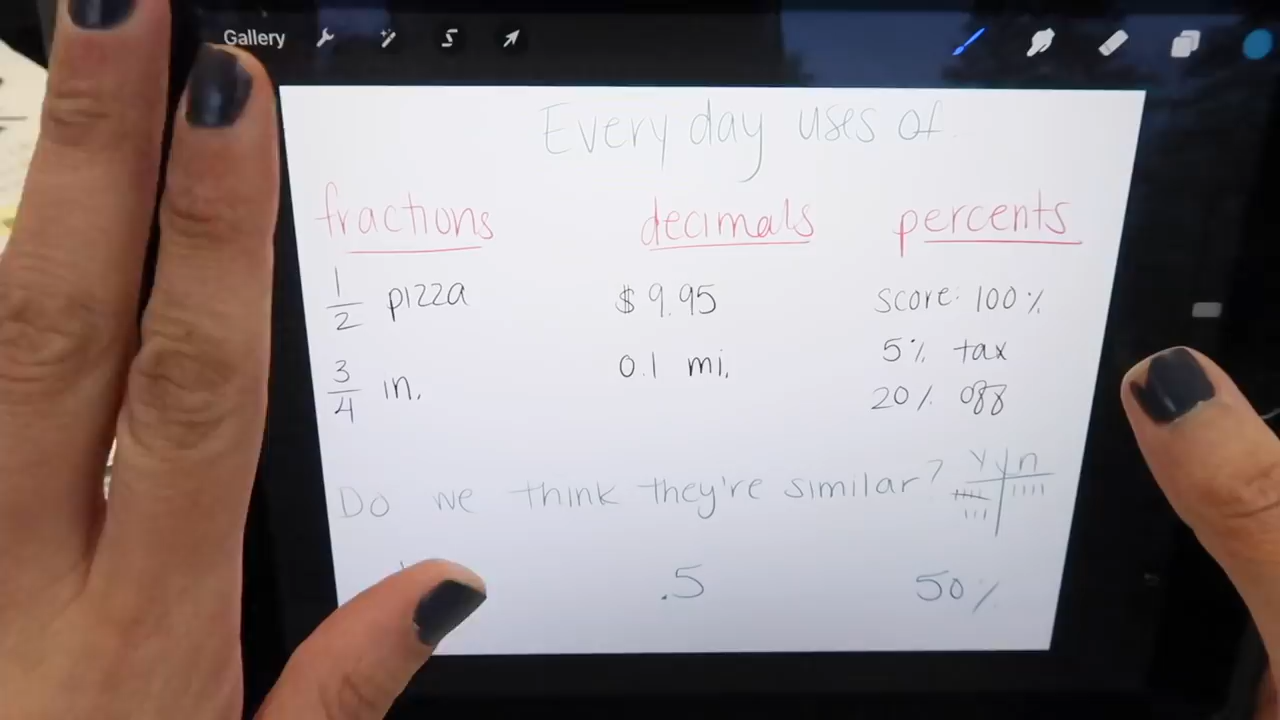 Gallery
Every day uses of
fractions decimals percents
1/2 pizza $9.95 score: 100%
3/4 in. 0.1 mi. 5% tax
20% off
Do we think they're similar? y n
.5 50%